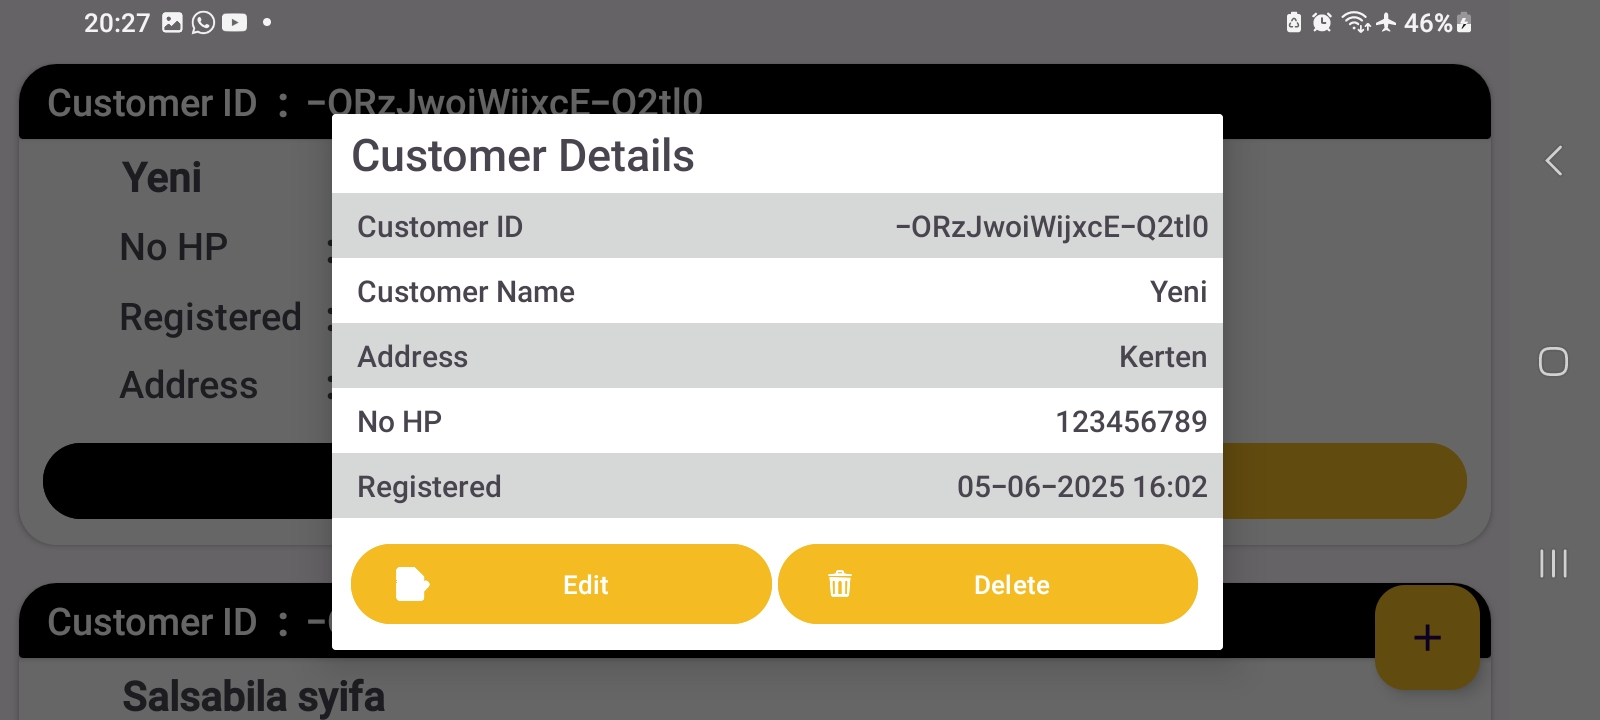 20:27
46%
Customer ID : -ORzJwoiWijxcE-Q2tl0
Yeni
No HP :
Registered :
Address :
Customer Details
Customer ID -ORzJwoiWijxcE-Q2tl0
Customer Name Yeni
Address Kerten
No HP 123456789
Registered 05-06-2025 16:02
Edit Delete
Customer ID : -
+
Salsabila syifa